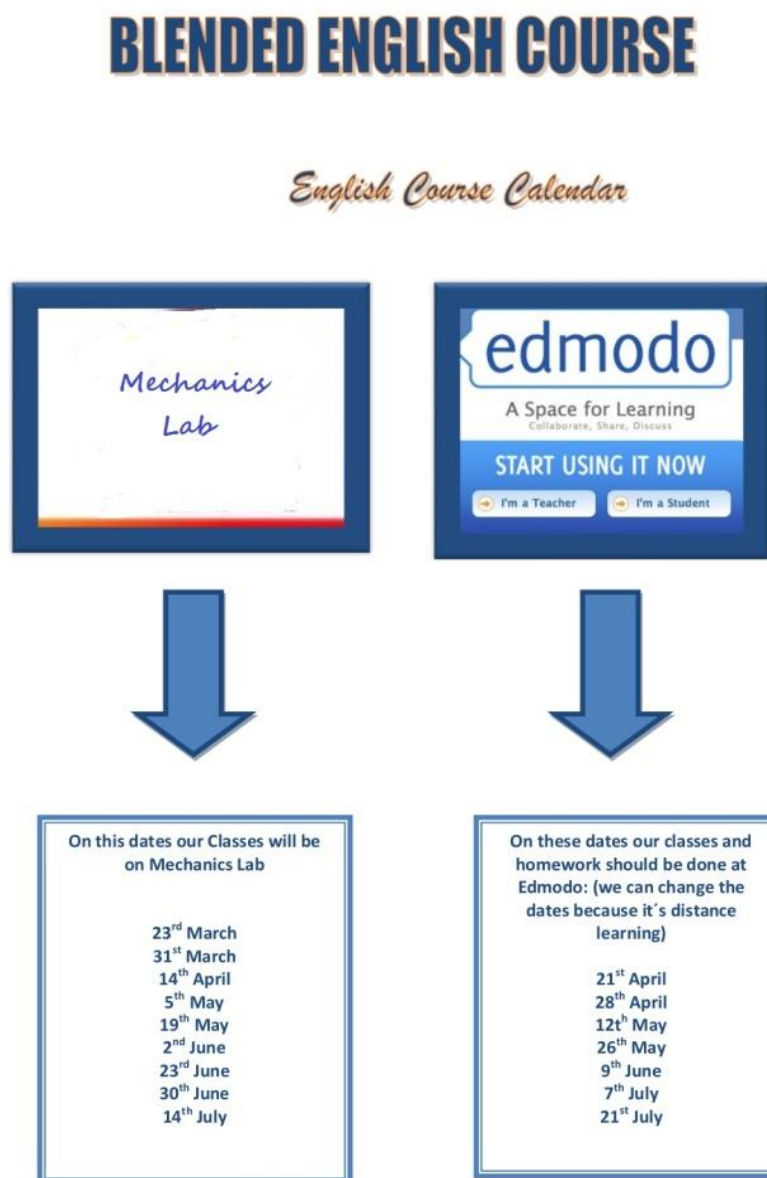 BLENDED ENGLISH COURSE
English Course Calendar
Mechanics
Lab
edmodo
A Space for Learning
Collaborate, Share, Discuss
START USING IT NOW
I'm a Teacher
I'm a Student
On this dates our Classes will be
on Mechanics Lab
23rd March
31st March
14th April
5th May
19th May
2nd June
23rd June
30th June
14th July
On these dates our classes and
homework should be done at
Edmodo: (we can change the
dates because it´s distance
learning)
21st April
28th April
12th May
26th May
9th June
7th July
21st July